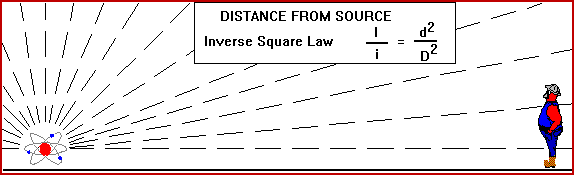 DISTANCE FROM SOURCE
Inverse Square Law I/i = d²/D²